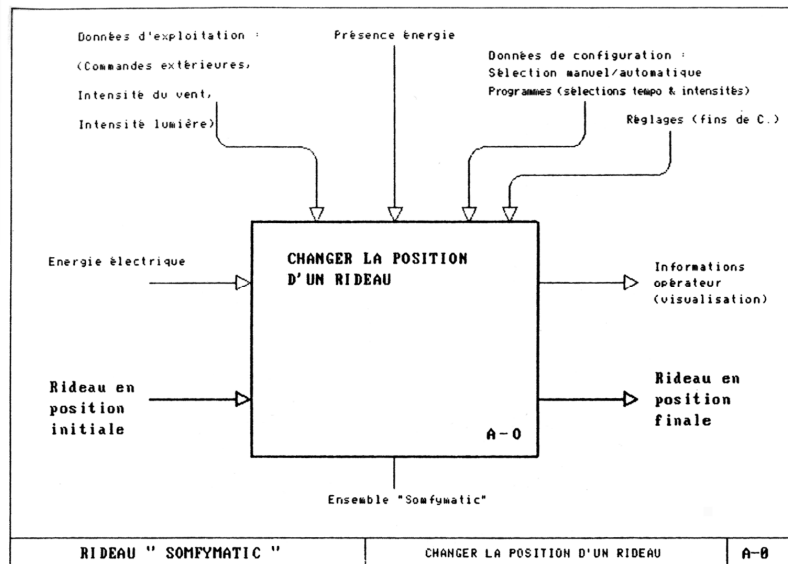 Données d'exploitation :
(Commandes extérieures,
Intensité du vent,
Intensité lumière)
Présence énergie
Données de configuration :
Sélection manuel/automatique
Programmes (sélections tempo & intensités)
Règlages (fins de C.)
Energie électrique
CHANGER LA POSITION
D'UN RIDEAU
Informations
opérateur
(visualisation)
Rideau en
position
initiale
Rideau en
position
finale
A-0
Ensemble "Somfymatic"
RIDEAU " SOMFYMATIC "
CHANGER LA POSITION D'UN RIDEAU
A-0